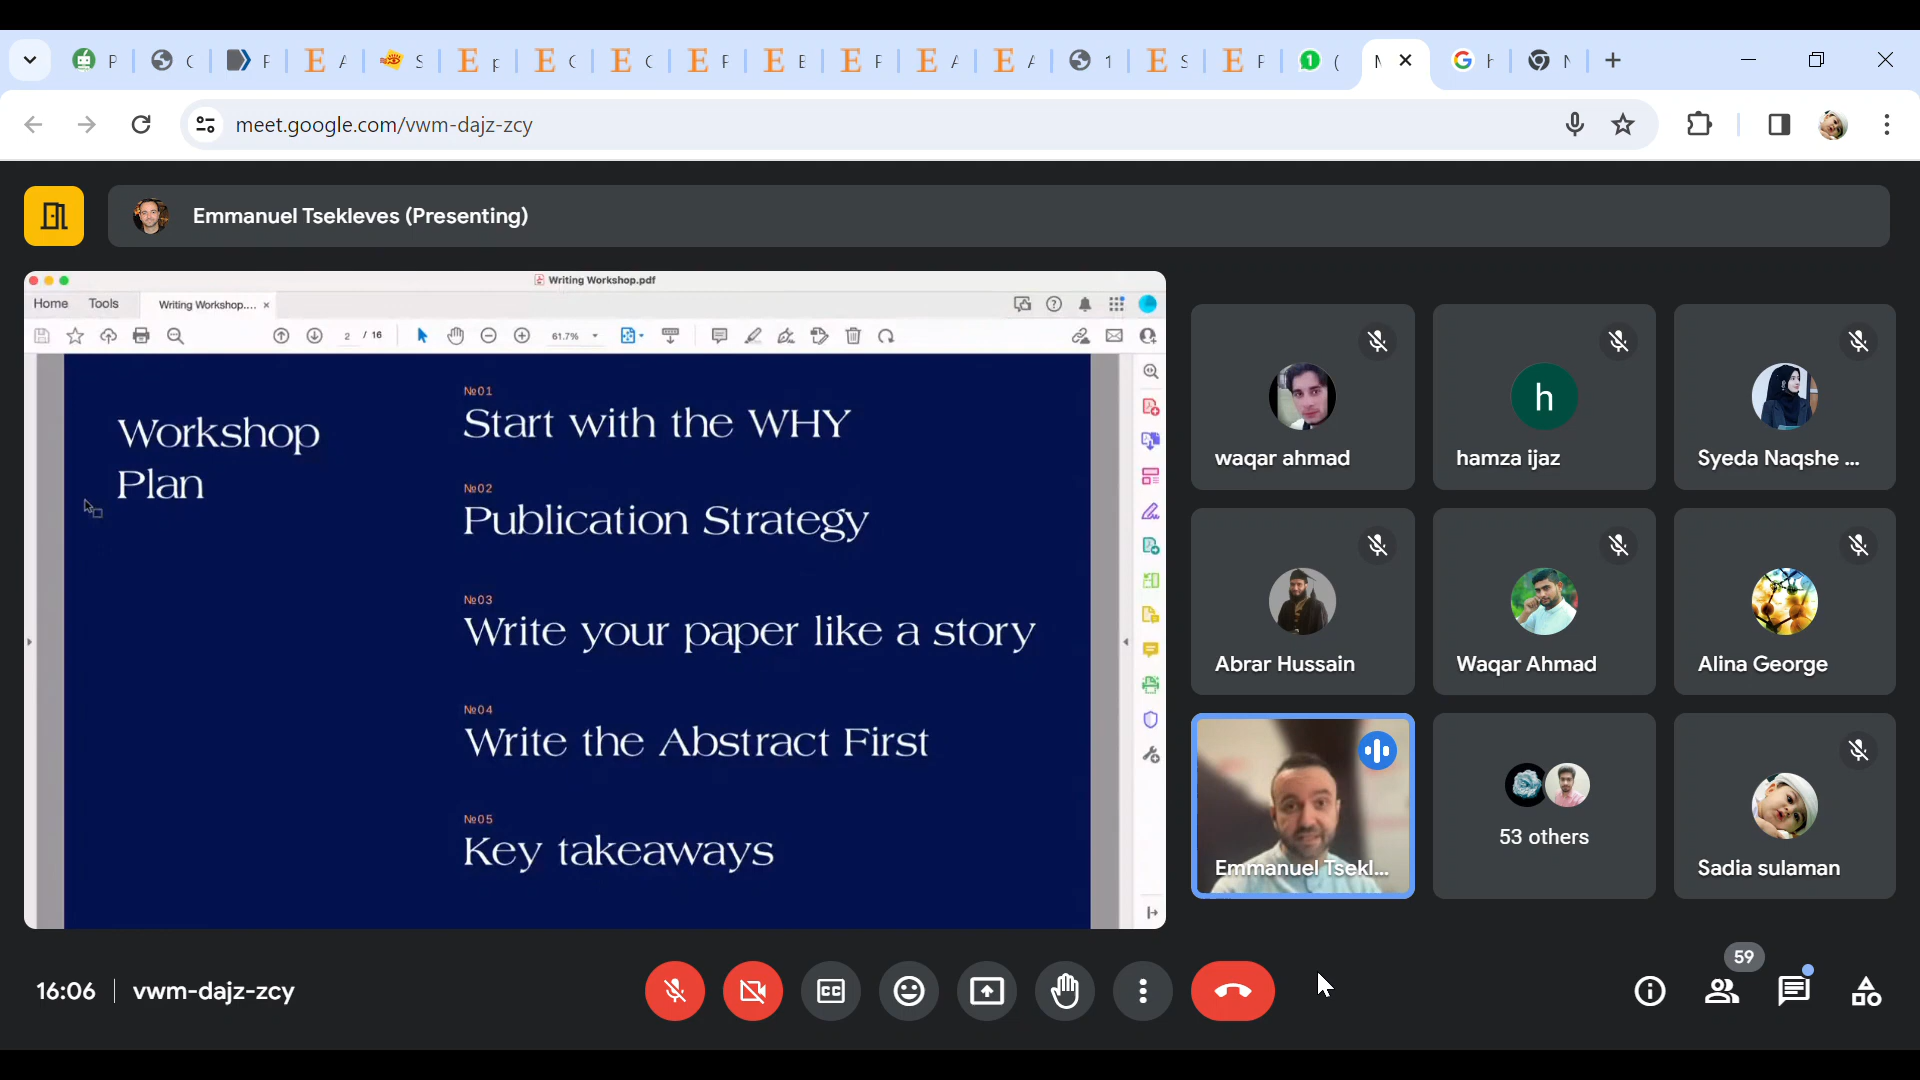 meet.google.com/vwm-dajz-zcy
Emmanuel Tsekleves (Presenting)
Writing Workshop.pdf
Home Tools Writing Workshop....
2 / 16 61.7%
Workshop
Plan
№01
Start with the WHY
№02
Publication Strategy
№03
Write your paper like a story
№04
Write the Abstract First
№05
Key takeaways
waqar ahmad
h
hamza ijaz
Syeda Naqshe ...
Abrar Hussain
Waqar Ahmad
Alina George
Emmanuel Tsekl...
53 others
Sadia sulaman
16:06 vwm-dajz-zcy
CC
59